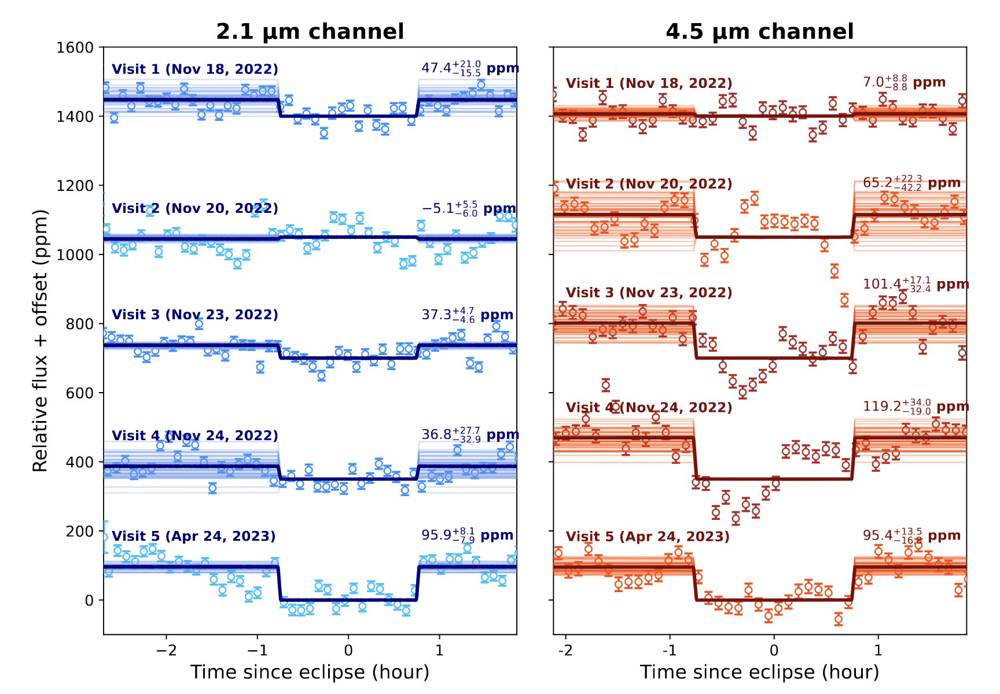 2.1 µm channel
4.5 µm channel
Relative flux + offset (ppm)
1600
1400
1200
1000
800
600
400
200
0
Visit 1 (Nov 18, 2022)
47.4 +21.0 −15.5 ppm
Visit 2 (Nov 20, 2022)
−5.1 +5.5 −6.0 ppm
Visit 3 (Nov 23, 2022)
37.3 +4.7 −4.6 ppm
Visit 4 (Nov 24, 2022)
36.8 +27.7 −32.9 ppm
Visit 5 (Apr 24, 2023)
95.9 +8.1 −7.9 ppm
−2 −1 0 1
Time since eclipse (hour)
Visit 1 (Nov 18, 2022)
7.0 +8.8 −8.8 ppm
Visit 2 (Nov 20, 2022)
65.2 +22.3 −42.2 ppm
Visit 3 (Nov 23, 2022)
101.4 +17.1 −32.4 ppm
Visit 4 (Nov 24, 2022)
119.2 +34.0 −19.0 ppm
Visit 5 (Apr 24, 2023)
95.4 +13.5 −16.8 ppm
-2 -1 0 1
Time since eclipse (hour)